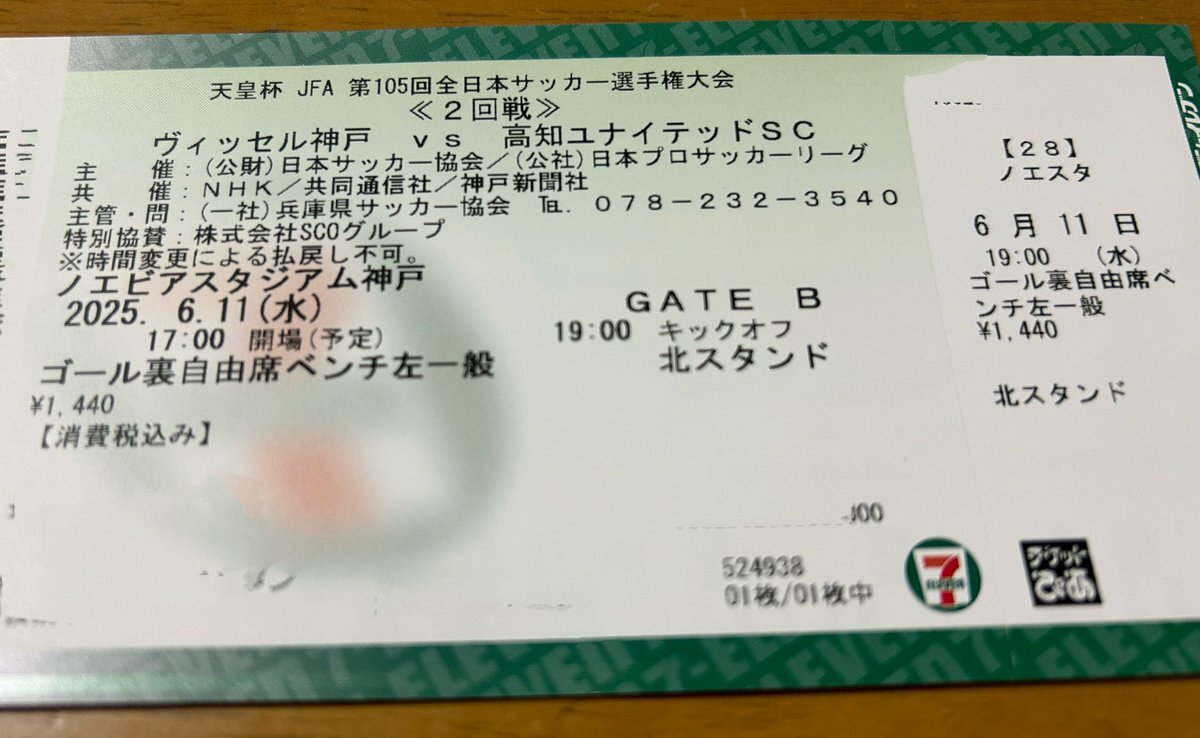 天皇杯 JFA 第105回全日本サッカー選手権大会
≪2回戦≫
ヴィッセル神戸 vs 高知ユナイテッドSC
主 催:(公財)日本サッカー協会/(公社)日本プロサッカーリーグ
共 催:NHK/共同通信社/神戸新聞社
主管・問:(一社)兵庫県サッカー協会 ℡. 078-232-3540
特別協賛:株式会社SCOグループ
※時間変更による払戻し不可。
ノエビアスタジアム神戸
2025. 6.11(水)
GATE B
17:00 開場(予定)
19:00 キックオフ
ゴール裏自由席ベンチ左一般
北スタンド
¥1,440
【消費税込み】
524938
01枚/01枚中
7
ELEVEN
チケット
ぴあ
【28】
ノエスタ
6月11日
19:00 (水)
ゴール裏自由席ベ
ンチ左一般
¥1,440
北スタンド
7-ELEVEN